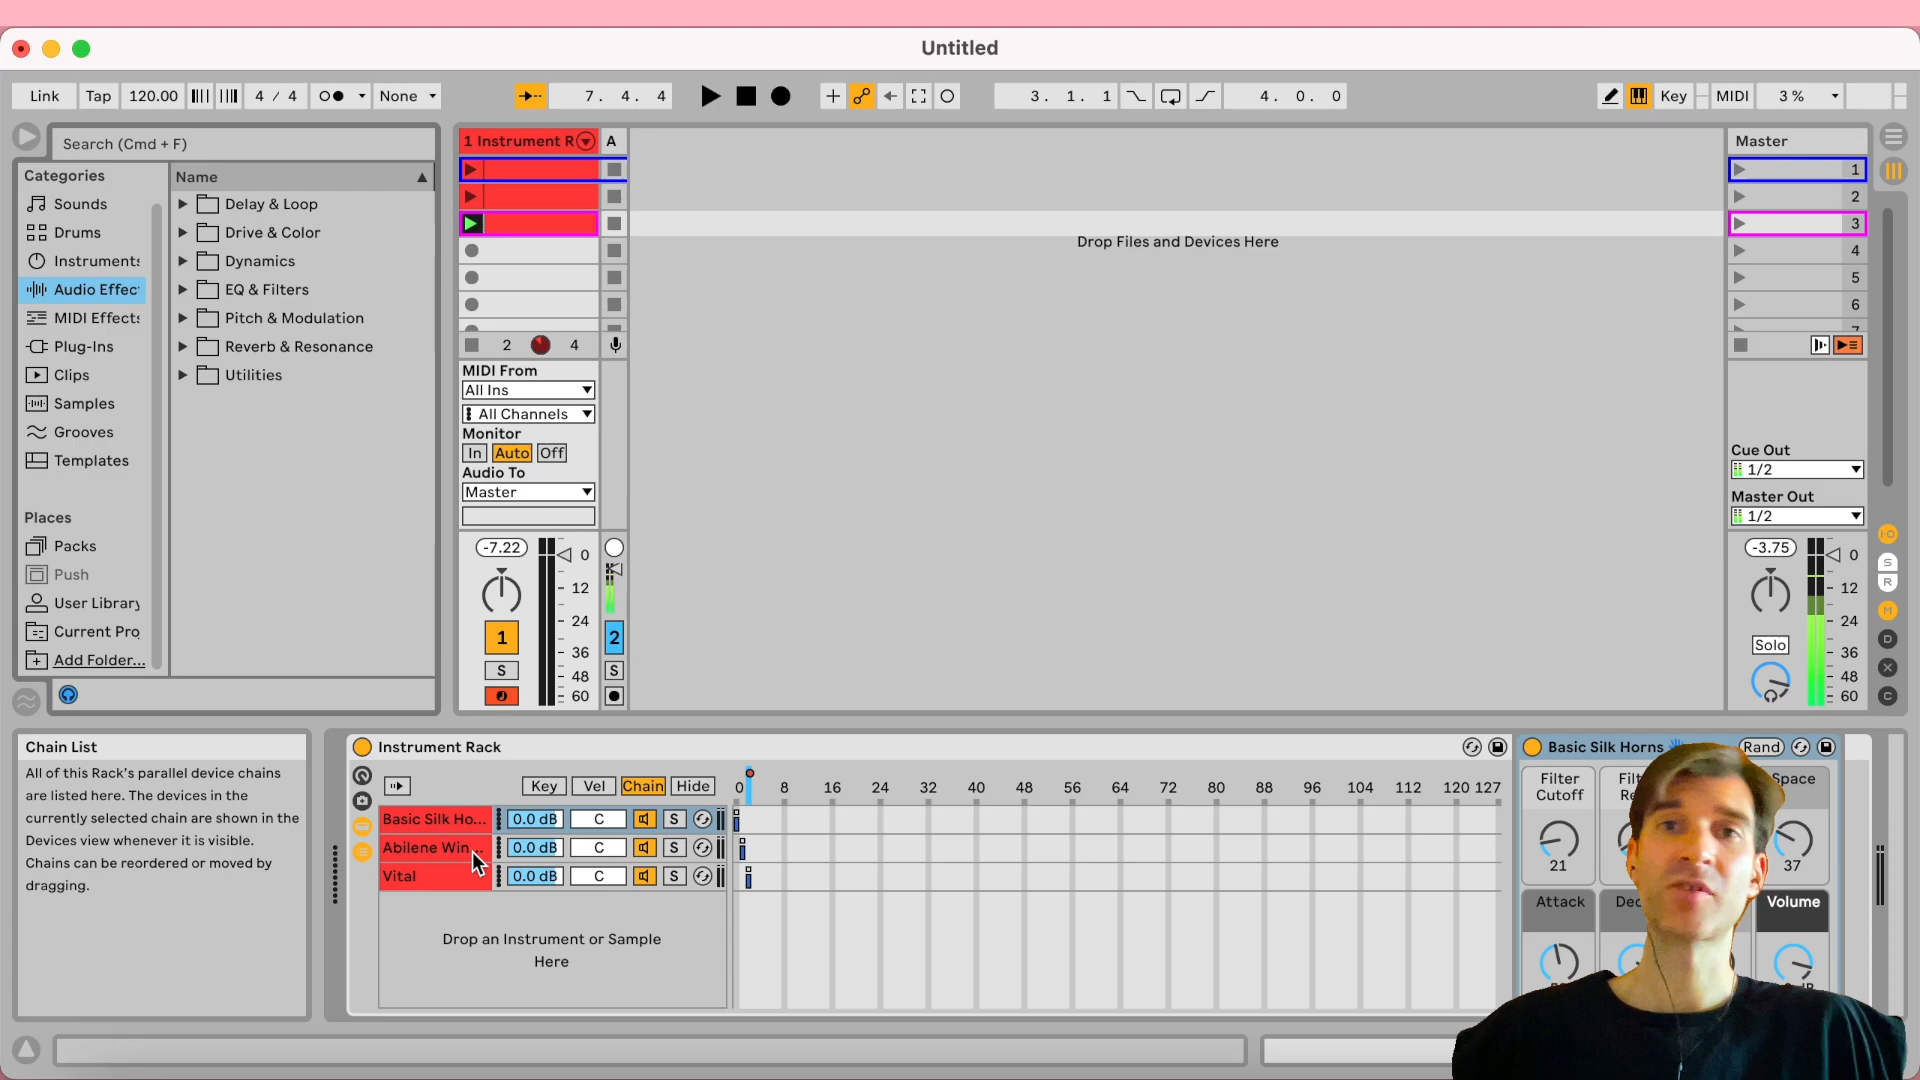 Untitled
Link Tap 120.00 4 / 4 None 7. 4. 4 3. 1. 1 4. 0. 0 Key MIDI 3 %
Search (Cmd + F)
Categories
Sounds
Drums
Instruments
Audio Effec
MIDI Effects
Plug-Ins
Clips
Samples
Grooves
Templates
Places
Packs
Push
User Library
Current Pro
Add Folder...
Name
Delay & Loop
Drive & Color
Dynamics
EQ & Filters
Pitch & Modulation
Reverb & Resonance
Utilities
1 Instrument R A
2 4
MIDI From
All Ins
All Channels
Monitor
In Auto Off
Audio To
Master
-7.22
0
12
24
36
48
60
1 2
S S
Drop Files and Devices Here
Master
1
2
3
4
5
6
7
Cue Out
1/2
Master Out
1/2
-3.75
0
12
24
36
48
60
Solo
I-O
S
R
M
D
X
C
Chain List
All of this Rack's parallel device chains
are listed here. The devices in the
currently selected chain are shown in the
Devices view whenever it is visible.
Chains can be reordered or moved by
dragging.
Instrument Rack
Key Vel Chain Hide 0 8 16 24 32 40 48 56 64 72 80 88 96 104 112 120 127
Basic Silk Ho... 0.0 dB C S
Abilene Win... 0.0 dB C S
Vital 0.0 dB C S
Drop an Instrument or Sample
Here
Basic Silk Horns Rand
Filter
Cutoff
21
Space
37
Attack
Volume